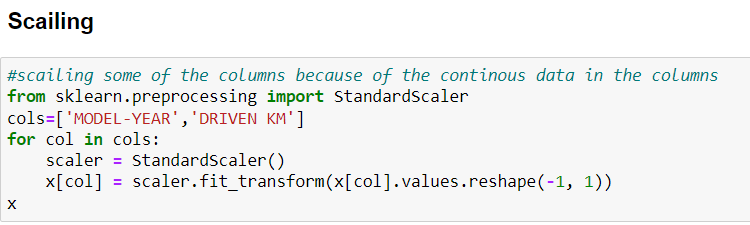 Scailing
#scailing some of the columns because of the continous data in the columns
from sklearn.preprocessing import StandardScaler
cols=['MODEL-YEAR','DRIVEN KM']
for col in cols:
    scaler = StandardScaler()
    x[col] = scaler.fit_transform(x[col].values.reshape(-1, 1))
x